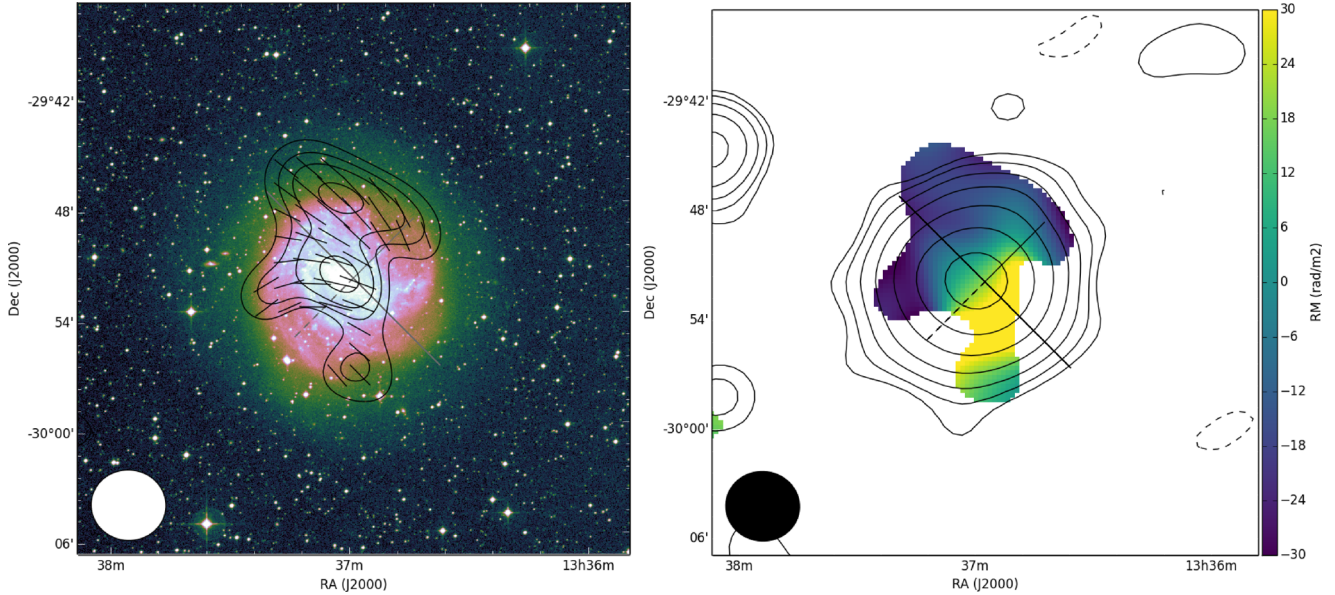 -29°42'
48'
54'
-30°00'
06'
38m
37m
13h36m
RA (J2000)
Dec (J2000)
-29°42'
48'
54'
-30°00'
06'
38m
37m
13h36m
RA (J2000)
Dec (J2000)
30
24
18
12
6
0
−6
−12
−18
−24
−30
RM (rad/m2)